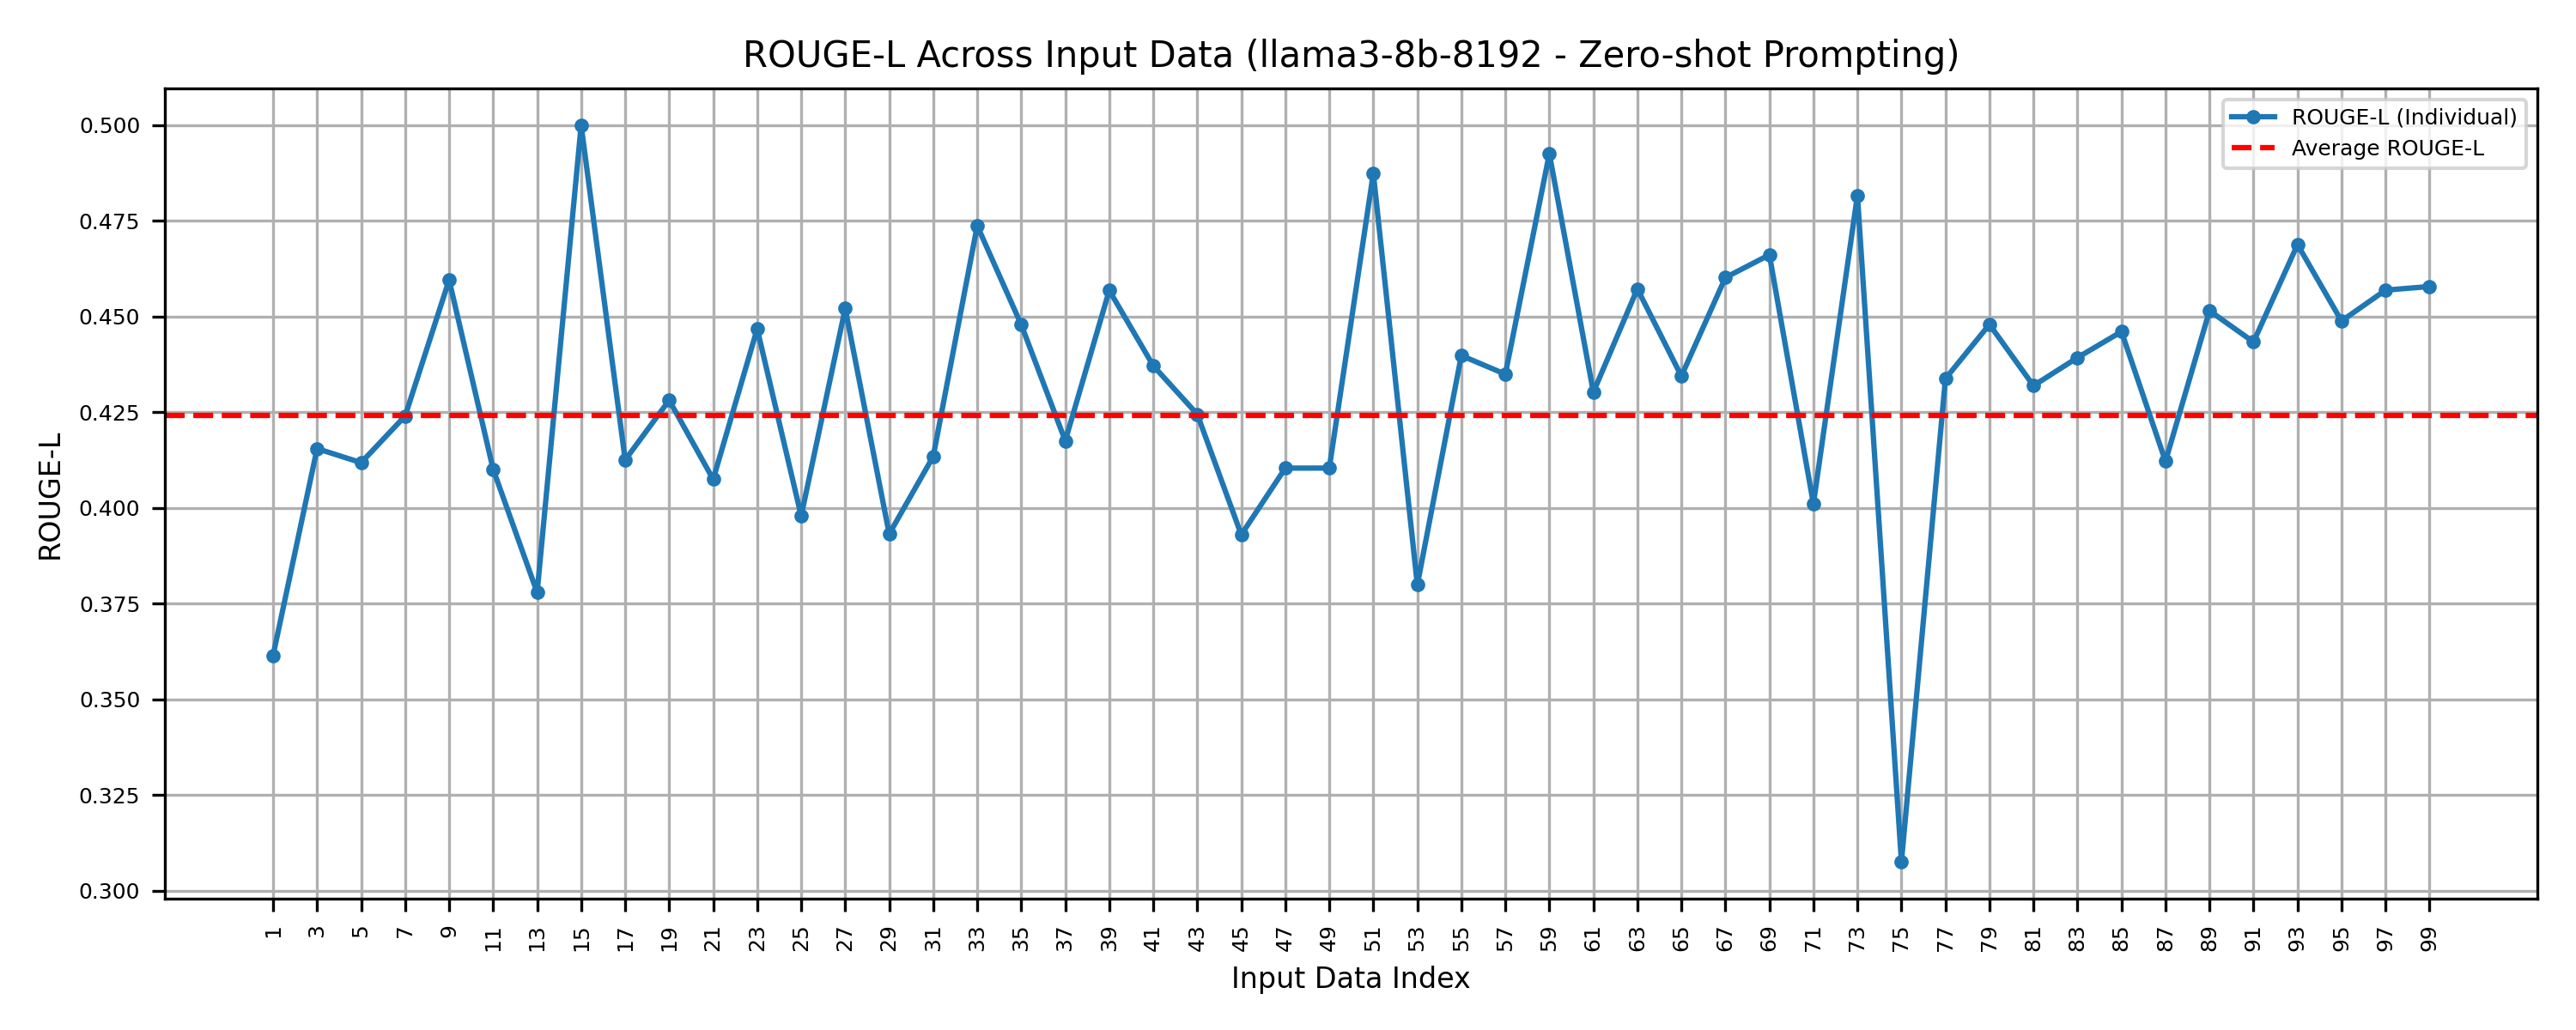 ROUGE-L Across Input Data (llama3-8b-8192 - Zero-shot Prompting)
ROUGE-L (Individual)
Average ROUGE-L
0.500
0.475
0.450
0.425
0.400
0.375
0.350
0.325
0.300
ROUGE-L
1 3 5 7 9 11 13 15 17 19 21 23 25 27 29 31 33 35 37 39 41 43 45 47 49 51 53 55 57 59 61 63 65 67 69 71 73 75 77 79 81 83 85 87 89 91 93 95 97 99
Input Data Index